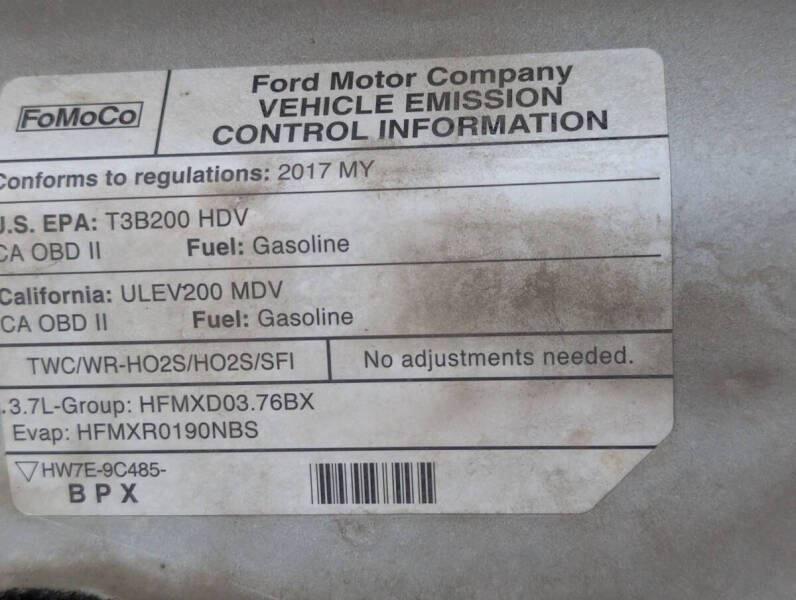 FoMoCo
Ford Motor Company
VEHICLE EMISSION
CONTROL INFORMATION
Conforms to regulations: 2017 MY
U.S. EPA: T3B200 HDV
CA OBD II Fuel: Gasoline
California: ULEV200 MDV
CA OBD II Fuel: Gasoline
TWC/WR-HO2S/HO2S/SFI No adjustments needed.
.3.7L-Group: HFMXD03.76BX
Evap: HFMXR0190NBS
▽HW7E-9C485-
BPX